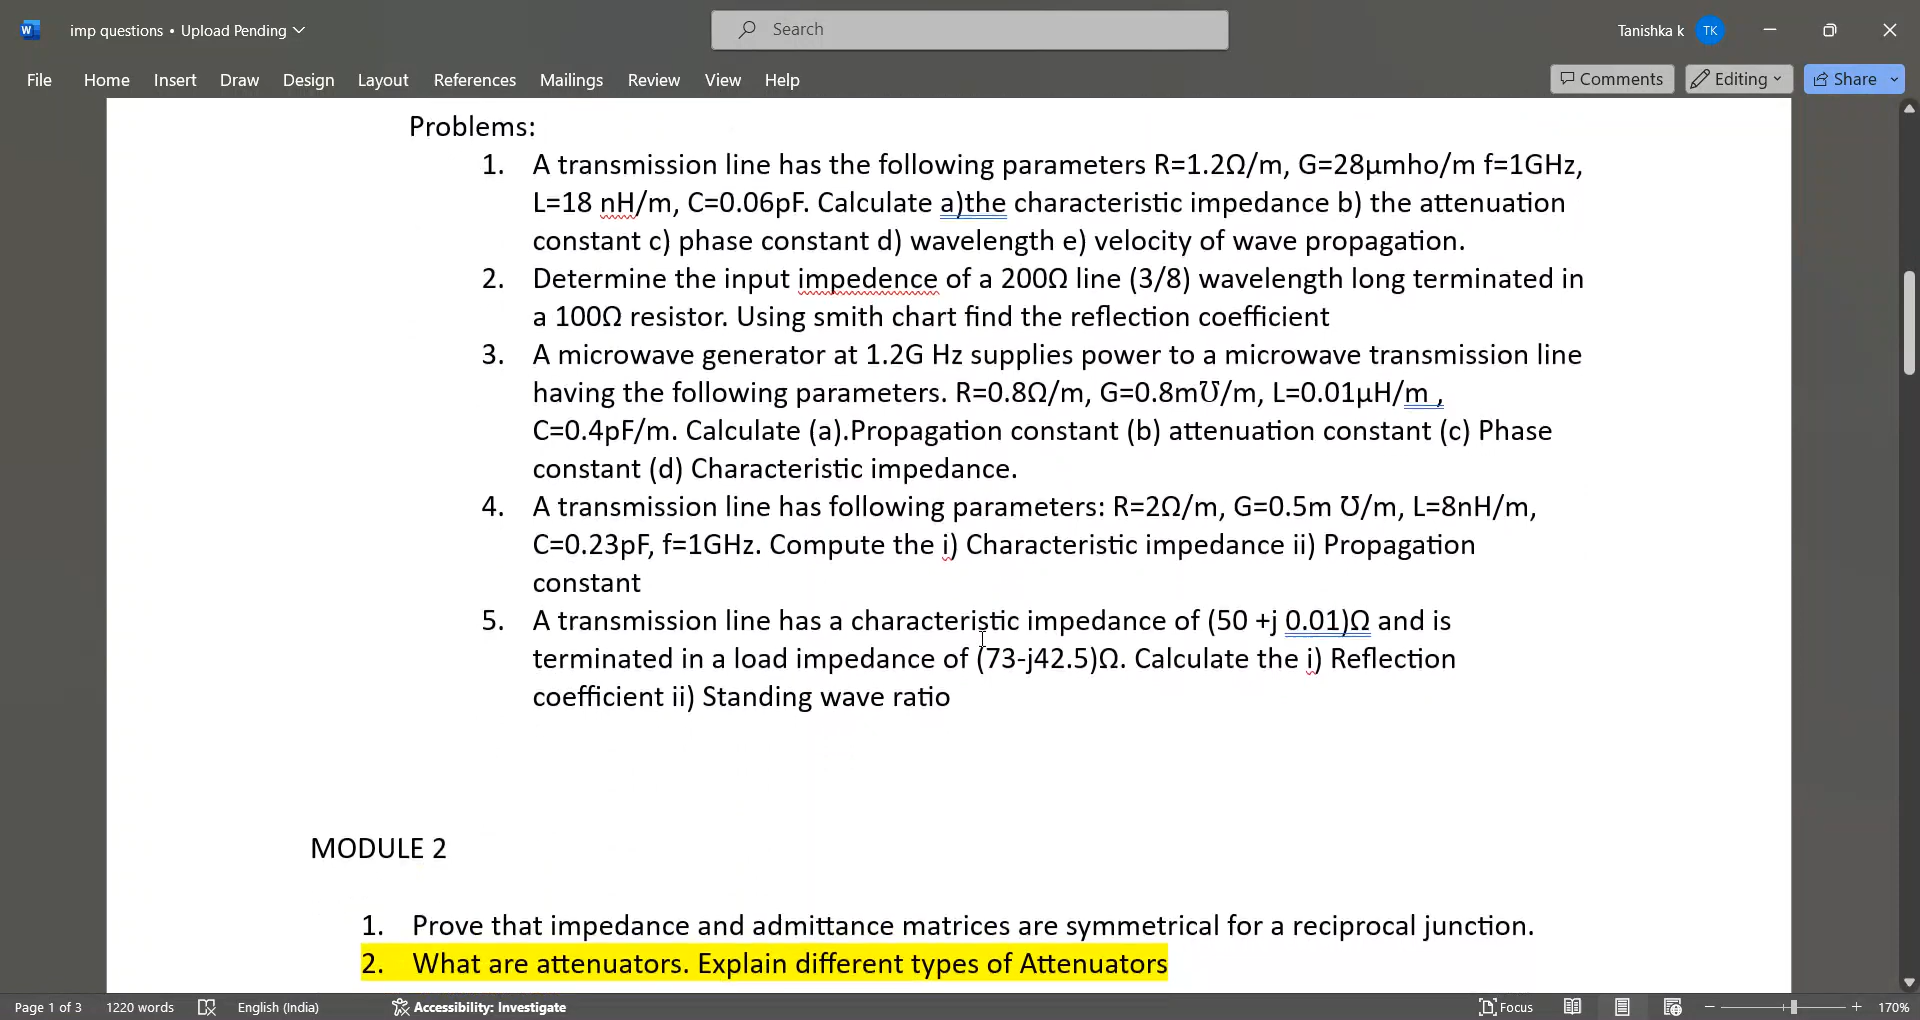 imp questions • Upload Pending
Search
Tanishka k
TK
File Home Insert Draw Design Layout References Mailings Review View Help
Comments Editing Share
Problems:
1. A transmission line has the following parameters R=1.2Ω/m, G=28µmho/m f=1GHz,
L=18 nH/m, C=0.06pF. Calculate a)the characteristic impedance b) the attenuation
constant c) phase constant d) wavelength e) velocity of wave propagation.
2. Determine the input impedence of a 200Ω line (3/8) wavelength long terminated in
a 100Ω resistor. Using smith chart find the reflection coefficient
3. A microwave generator at 1.2G Hz supplies power to a microwave transmission line
having the following parameters. R=0.8Ω/m, G=0.8m℧/m, L=0.01µH/m ,
C=0.4pF/m. Calculate (a).Propagation constant (b) attenuation constant (c) Phase
constant (d) Characteristic impedance.
4. A transmission line has following parameters: R=2Ω/m, G=0.5m ℧/m, L=8nH/m,
C=0.23pF, f=1GHz. Compute the i) Characteristic impedance ii) Propagation
constant
5. A transmission line has a characteristic impedance of (50 +j 0.01)Ω and is
terminated in a load impedance of (73-j42.5)Ω. Calculate the i) Reflection
coefficient ii) Standing wave ratio
MODULE 2
1. Prove that impedance and admittance matrices are symmetrical for a reciprocal junction.
2. What are attenuators. Explain different types of Attenuators
Page 1 of 3 1220 words English (India) Accessibility: Investigate Focus 170%